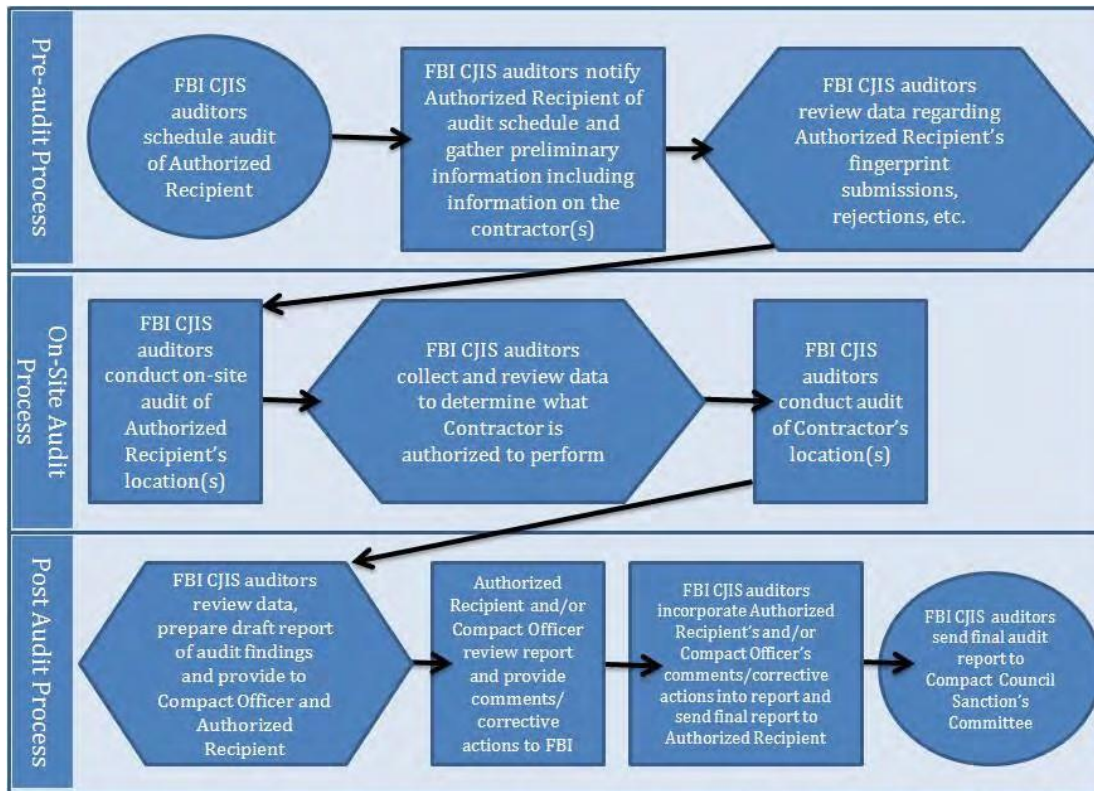 Pre-audit Process
FBI CJIS
auditors
schedule audit
of Authorized
Recipient
FBI CJIS auditors notify
Authorized Recipient of
audit schedule and
gather preliminary
information including
information on the
contractor(s)
FBI CJIS auditors
review data regarding
Authorized Recipient's
fingerprint
submissions,
rejections, etc.
On-Site Audit
Process
FBI CJIS
auditors
conduct on-site
audit of
Authorized
Recipient's
location(s)
FBI CJIS auditors
collect and review data
to determine what
Contractor is
authorized to perform
FBI CJIS
auditors
conduct audit
of Contractor's
location(s)
Post Audit Process
FBI CJIS auditors
review data,
prepare draft report
of audit findings
and provide to
Compact Officer and
Authorized
Recipient
Authorized
Recipient and/or
Compact Officer
review report
and provide
comments/
corrective
actions to FBI
FBI CJIS auditors
incorporate Authorized
Recipient's and/or
Compact Officer's
comments/corrective
actions into report and
send final report to
Authorized Recipient
FBI CJIS auditors
send final audit
report to
Compact Council
Sanction's
Committee